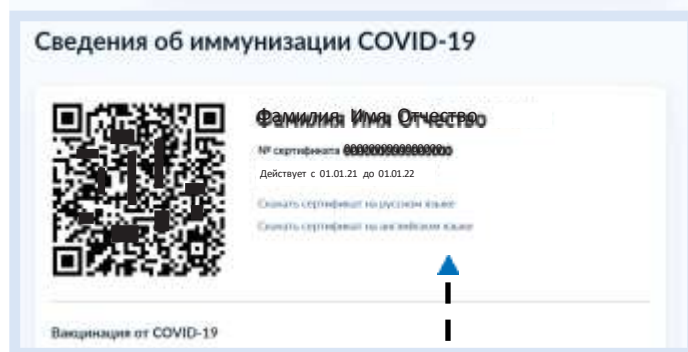 Сведения об иммунизации COVID-19
Фамилия Имя Отчество
№ сертификата
Действует с 01.01.21 до 01.01.22
Скачать сертификат на русском языке
Скачать сертификат на английском языке
Вакцинация от COVID-19